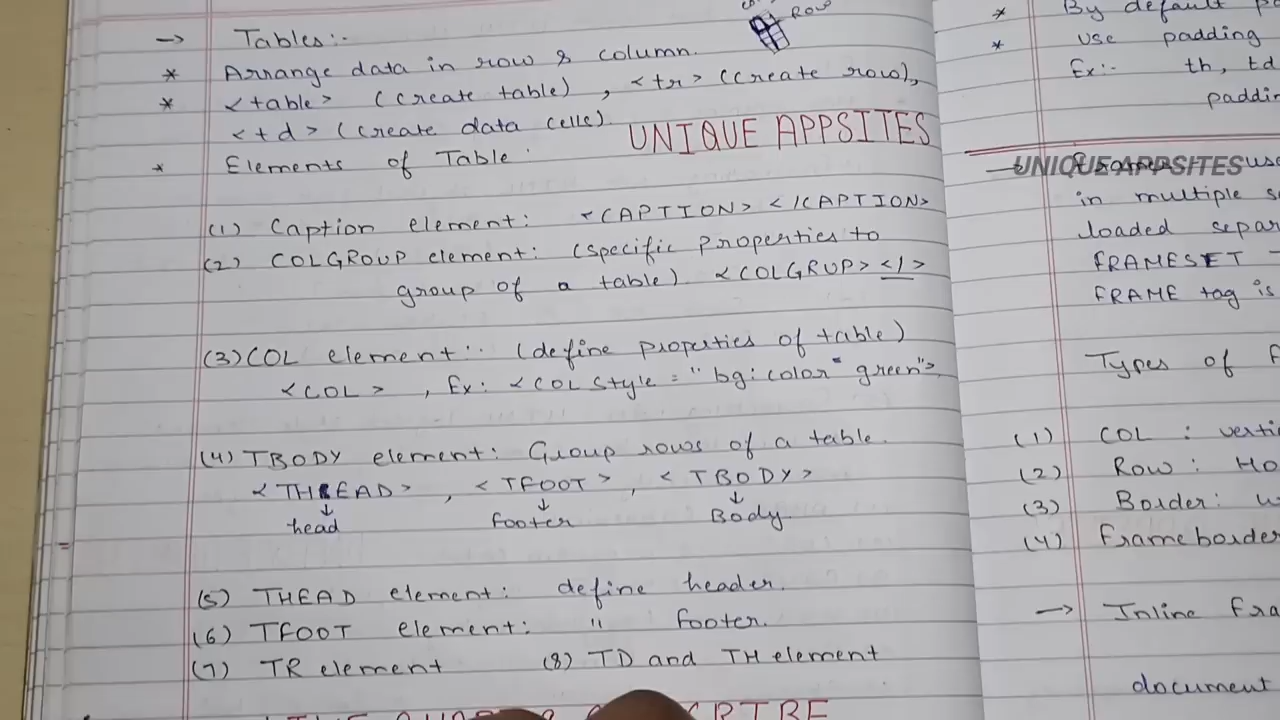 ROW
→ Tables:-
* Arrange data in row & column.
* <table> (create table), <tr> (create row),
<td> (create data cells)
UNIQUE APPSITES
* Elements of Table.
(1) Caption element: <CAPTION> </CAPTION>
(2) COLGROUP element: (specific properties to
group of a table) <COLGRUP> </>
(3) COL element: (define properties of table)
<COL>, Ex: <COL style="bg:color" green">
(4) TBODY element: Group rows of a table.
<THEAD>, <TFOOT>, <TBODY>
↓ ↓ ↓
head footer Body
(5) THEAD element: define header.
(6) TFOOT element: " footer.
(7) TR element (8) TD and TH element
* By default
* Use padding
Ex:- th, td
UNIQUE APPSITES
in multiple
loaded
FRAMESET
FRAME tag is
Types of
(1) COL :
(2) Row :
(3) Border:
(4)
→ Inline
document